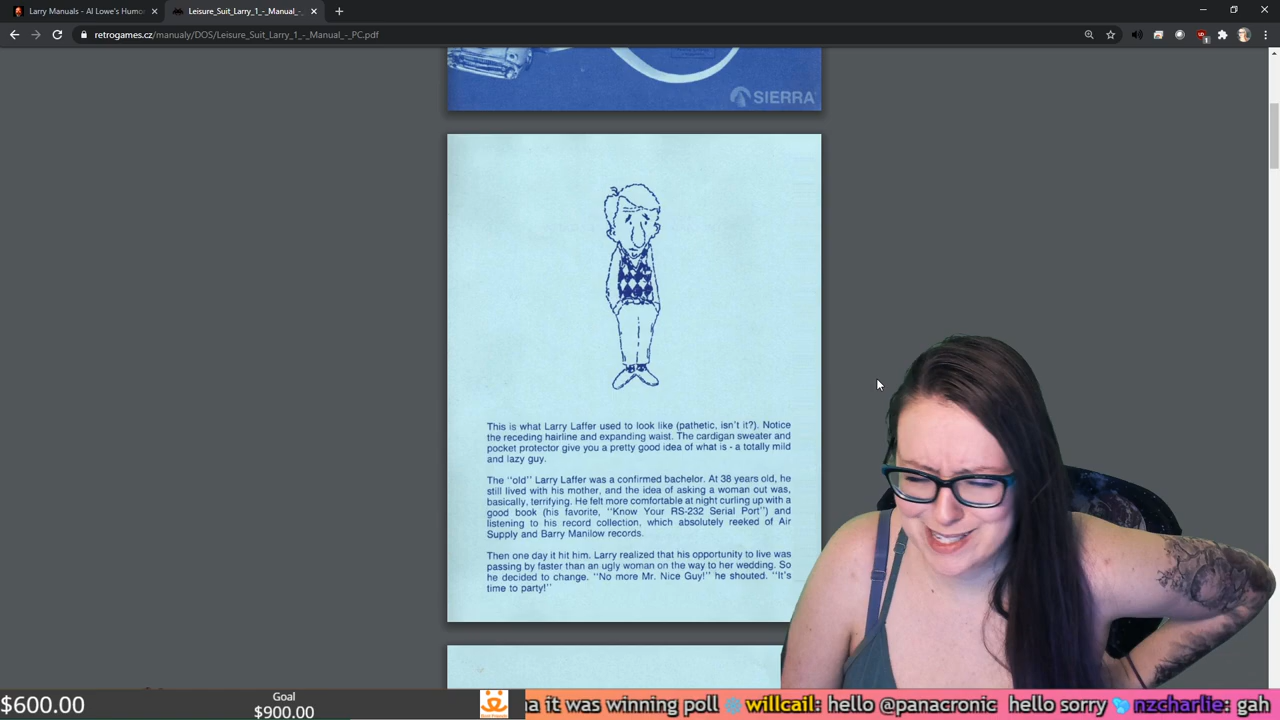 Larry Manuals - Al Lowe's Humo
Leisure_Suit_Larry_1_-_Manual_-
retrogames.cz/manualy/DOS/Leisure_Suit_Larry_1_-_Manual_-_PC.pdf
SIERRA
This is what Larry Laffer used to look like (pathetic, isn't it?). Notice
the receding hairline and expanding waist. The cardigan sweater and
pocket protector give you a pretty good idea of what is - a totally mild
and lazy guy.
The "old" Larry Laffer was a confirmed bachelor. At 38 years old, he
still lived with his mother, and the idea of asking a woman out was,
basically, terrifying. He felt more comfortable at night curling up with a
good book (his favorite, "Know Your RS-232 Serial Port") and
listening to his record collection, which absolutely reeked of Air
Supply and Barry Manilow records.
Then one day it hit him. Larry realized that his opportunity to live was
passing by faster than an ugly woman on the way to her wedding. So
he decided to change. "No more Mr. Nice Guy!" he shouted. "It's
time to party!"
$600.00
Goal
$900.00
a it was winning poll willcail: hello @panacronic hello sorry nzcharlie: gah